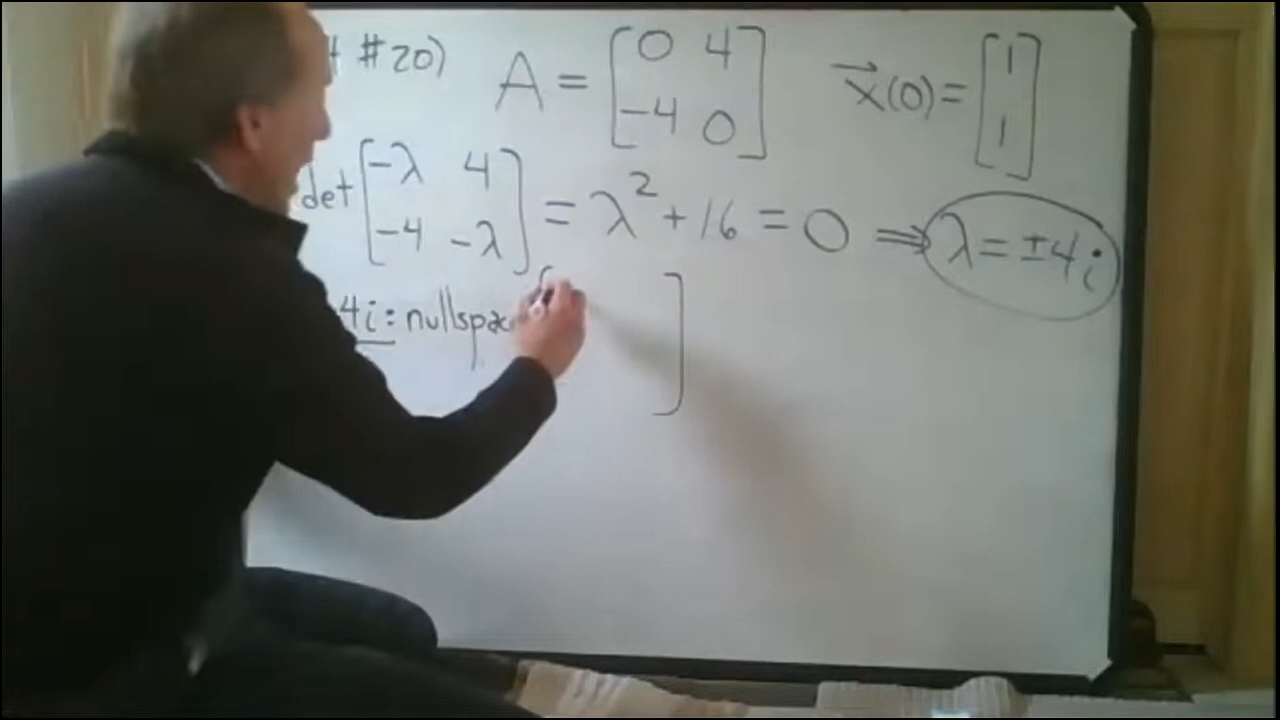 #20) A = [0 4 -4 0] x⃗(0) = [1 1]
det [-λ 4 -4 -λ] = λ² + 16 = 0 ⇒ λ = ±4i
4i: nullspac [ ]